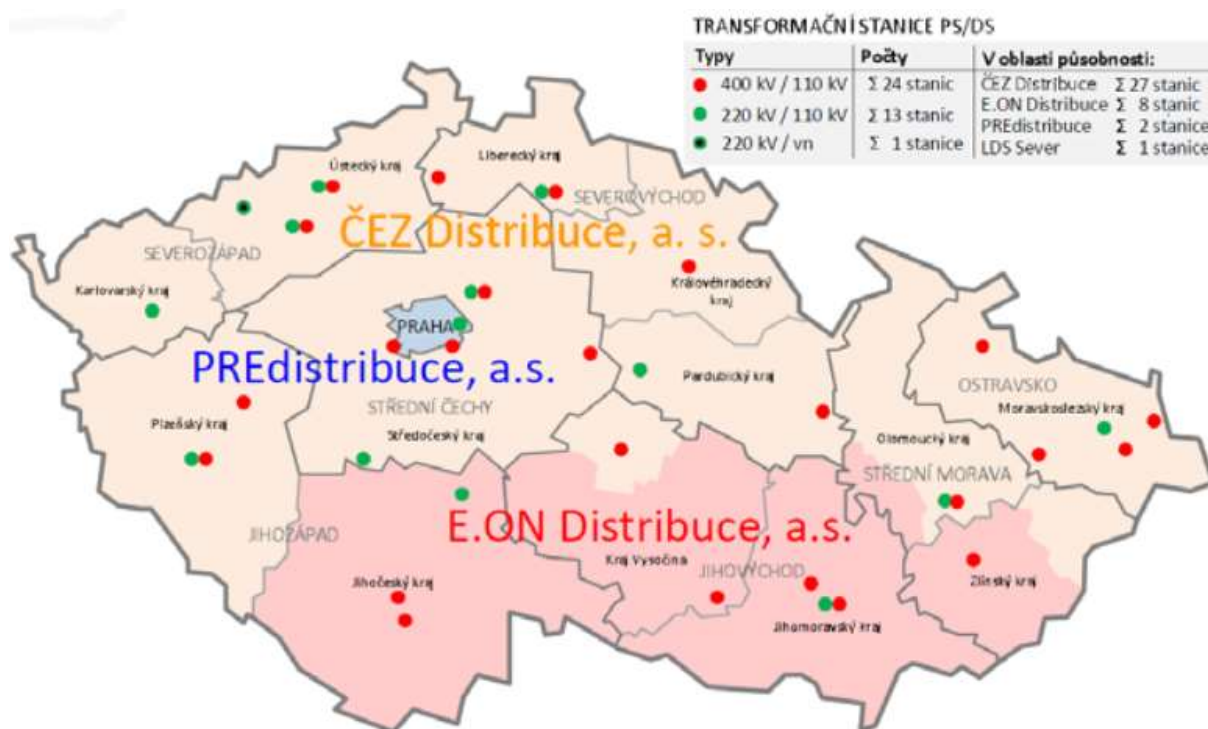 TRANSFORMAČNÍ STANICE PS/DS
Typy Počty V oblasti působnosti:
400 kV / 110 kV Σ 24 stanic ČEZ Distribuce Σ 27 stanic
220 kV / 110 kV Σ 13 stanic E.ON Distribuce Σ 8 stanic
220 kV / vn Σ 1 stanice PREdistribuce Σ 2 stanice
LDS Sever Σ 1 stanice
Liberecký kraj
Ústecký kraj
SEVEROVÝCHOD
ČEZ Distribuce, a. s.
SEVEROZÁPAD
Karlovarský kraj
Královéhradecký
kraj
PRAHA
PREdistribuce, a.s.
Pardubický kraj
OSTRAVSKO
STŘEDNÍ ČECHY
Moravskoslezský kraj
Plzeňský kraj
Středočeský kraj
Olomoucký kraj
STŘEDNÍ MORAVA
E.ON Distribuce, a.s.
JIHOZÁPAD
Kraj Vysočina
JIHOVÝCHOD
Jihočeský kraj
Zlínský kraj
Jihomoravský kraj